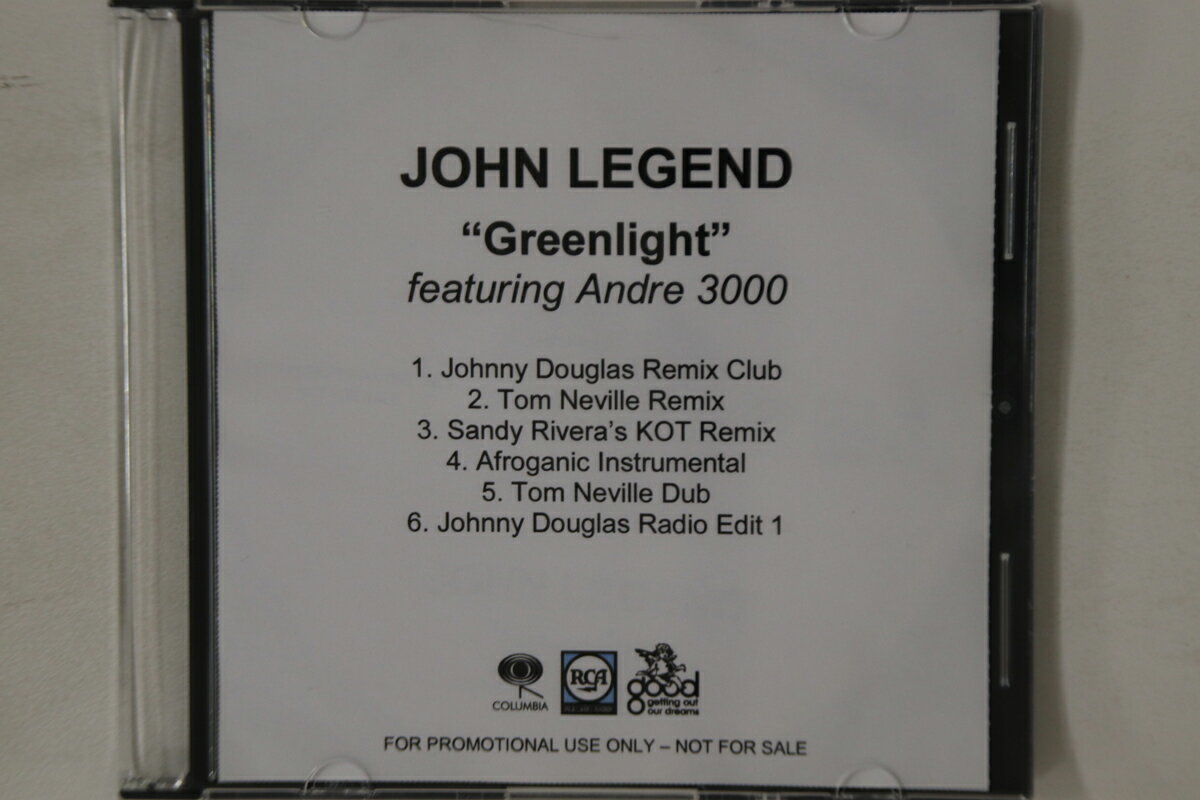 JOHN LEGEND
“Greenlight”
featuring Andre 3000
1. Johnny Douglas Remix Club
2. Tom Neville Remix
3. Sandy Rivera’s KOT Remix
4. Afroganic Instrumental
5. Tom Neville Dub
6. Johnny Douglas Radio Edit 1
COLUMBIA
RCA
good
getting out
our dreams
FOR PROMOTIONAL USE ONLY – NOT FOR SALE